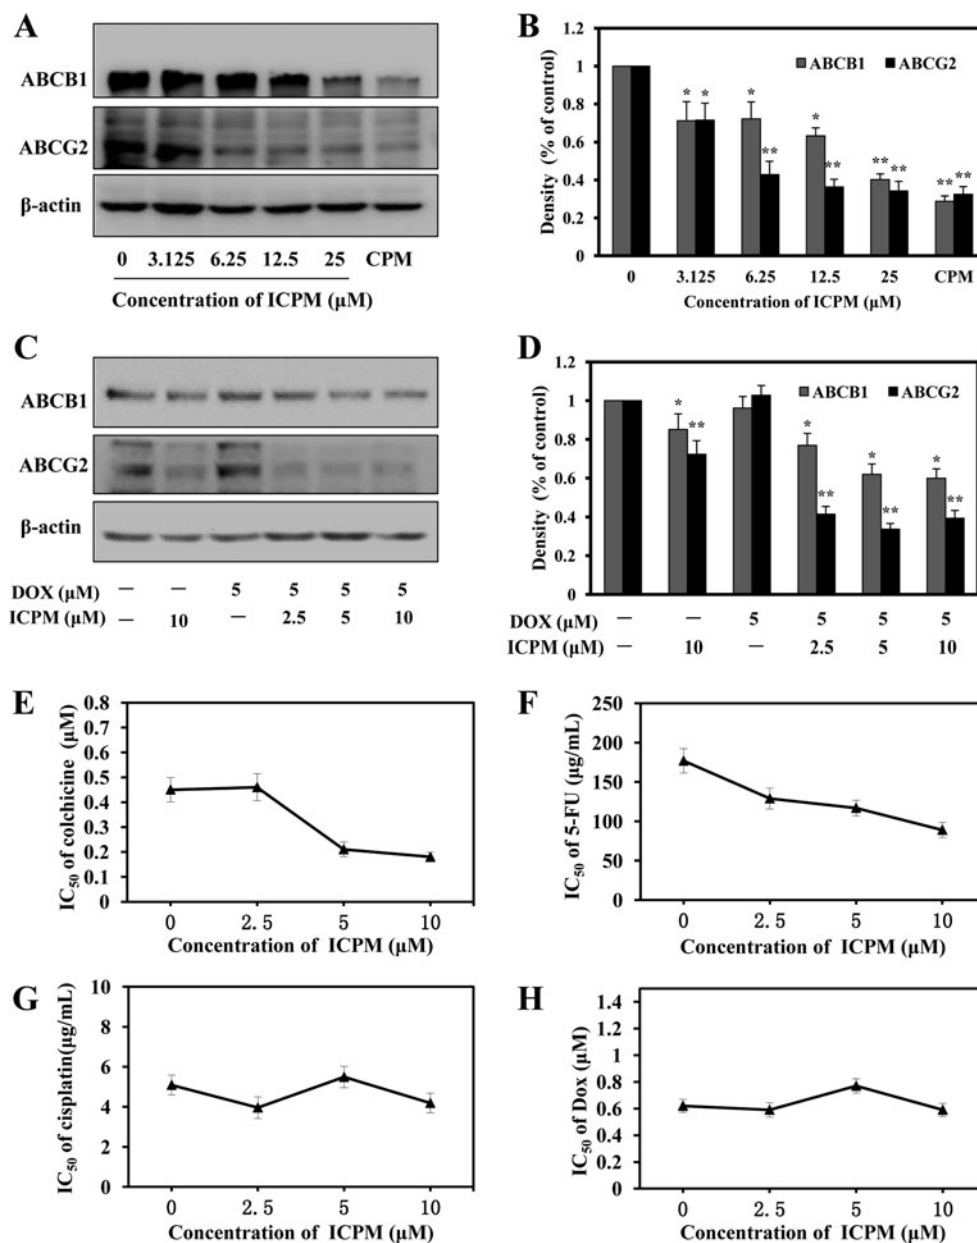 A
ABCB1
ABCG2
β-actin
0 3.125 6.25 12.5 25 CPM
Concentration of ICPM (μM)
B
Density (% of control)
1.2
1
0.8
0.6
0.4
0.2
0
ABCB1 ABCG2
* *
* **
* **
** **
** **
0 3.125 6.25 12.5 25 CPM
Concentration of ICPM (μM)
C
ABCB1
ABCG2
β-actin
DOX (μM) — — 5 5 5 5
ICPM (μM) — 10 — 2.5 5 10
D
Density (% of control)
1.2
1
0.8
0.6
0.4
0.2
0
ABCB1 ABCG2
* **
* **
* **
* **
DOX (μM) — — 5 5 5 5
ICPM (μM) — 10 — 2.5 5 10
E
IC50 of colchicine (μM)
0.8
0.7
0.6
0.5
0.4
0.3
0.2
0.1
0
0 2.5 5 10
Concentration of ICPM (μM)
F
IC50 of 5-FU (μg/mL)
250
200
150
100
50
0
0 2.5 5 10
Concentration of ICPM (μM)
G
IC50 of cisplatin(μg/mL)
10
8
6
4
2
0
0 2.5 5 10
Concentration of ICPM (μM)
H
IC50 of Dox (μM)
1.4
1.2
1
0.8
0.6
0.4
0.2
0
0 2.5 5 10
Concentration of ICPM (μM)